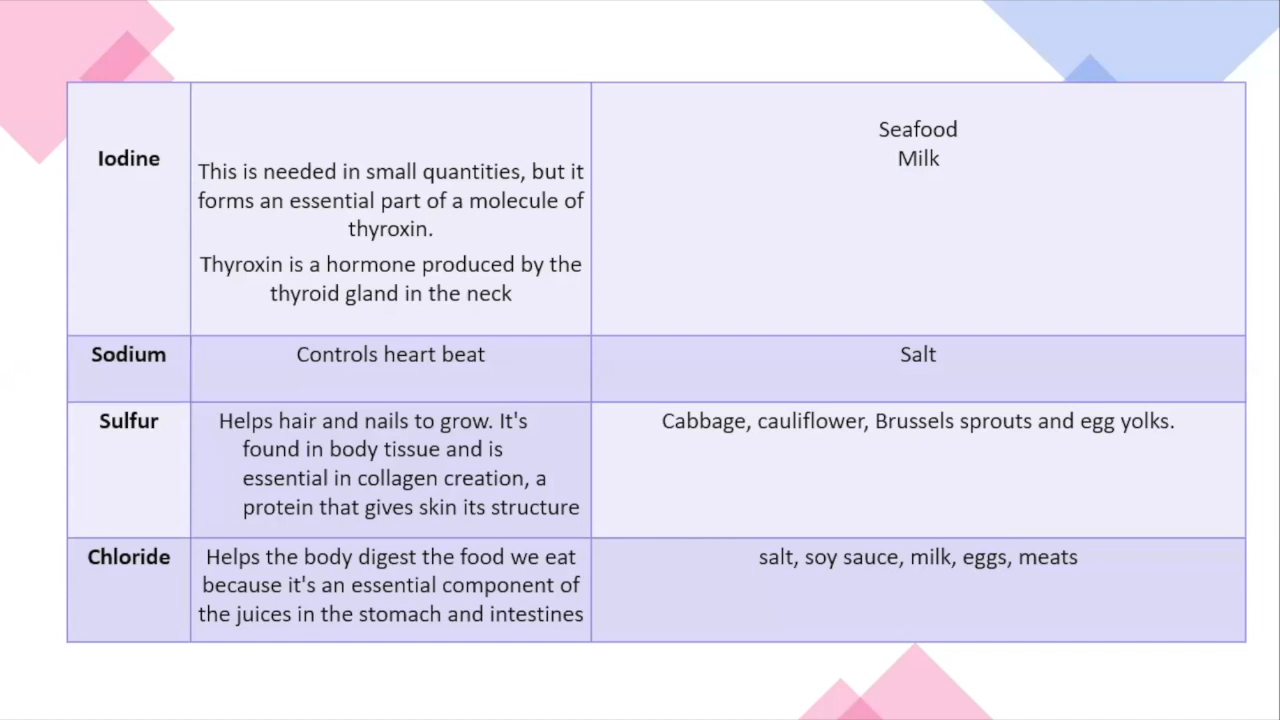 Iodine
This is needed in small quantities, but it
forms an essential part of a molecule of
thyroxin.
Thyroxin is a hormone produced by the
thyroid gland in the neck
Seafood
Milk
Sodium
Controls heart beat
Salt
Sulfur
Helps hair and nails to grow. It's
found in body tissue and is
essential in collagen creation, a
protein that gives skin its structure
Cabbage, cauliflower, Brussels sprouts and egg yolks.
Chloride
Helps the body digest the food we eat
because it's an essential component of
the juices in the stomach and intestines
salt, soy sauce, milk, eggs, meats